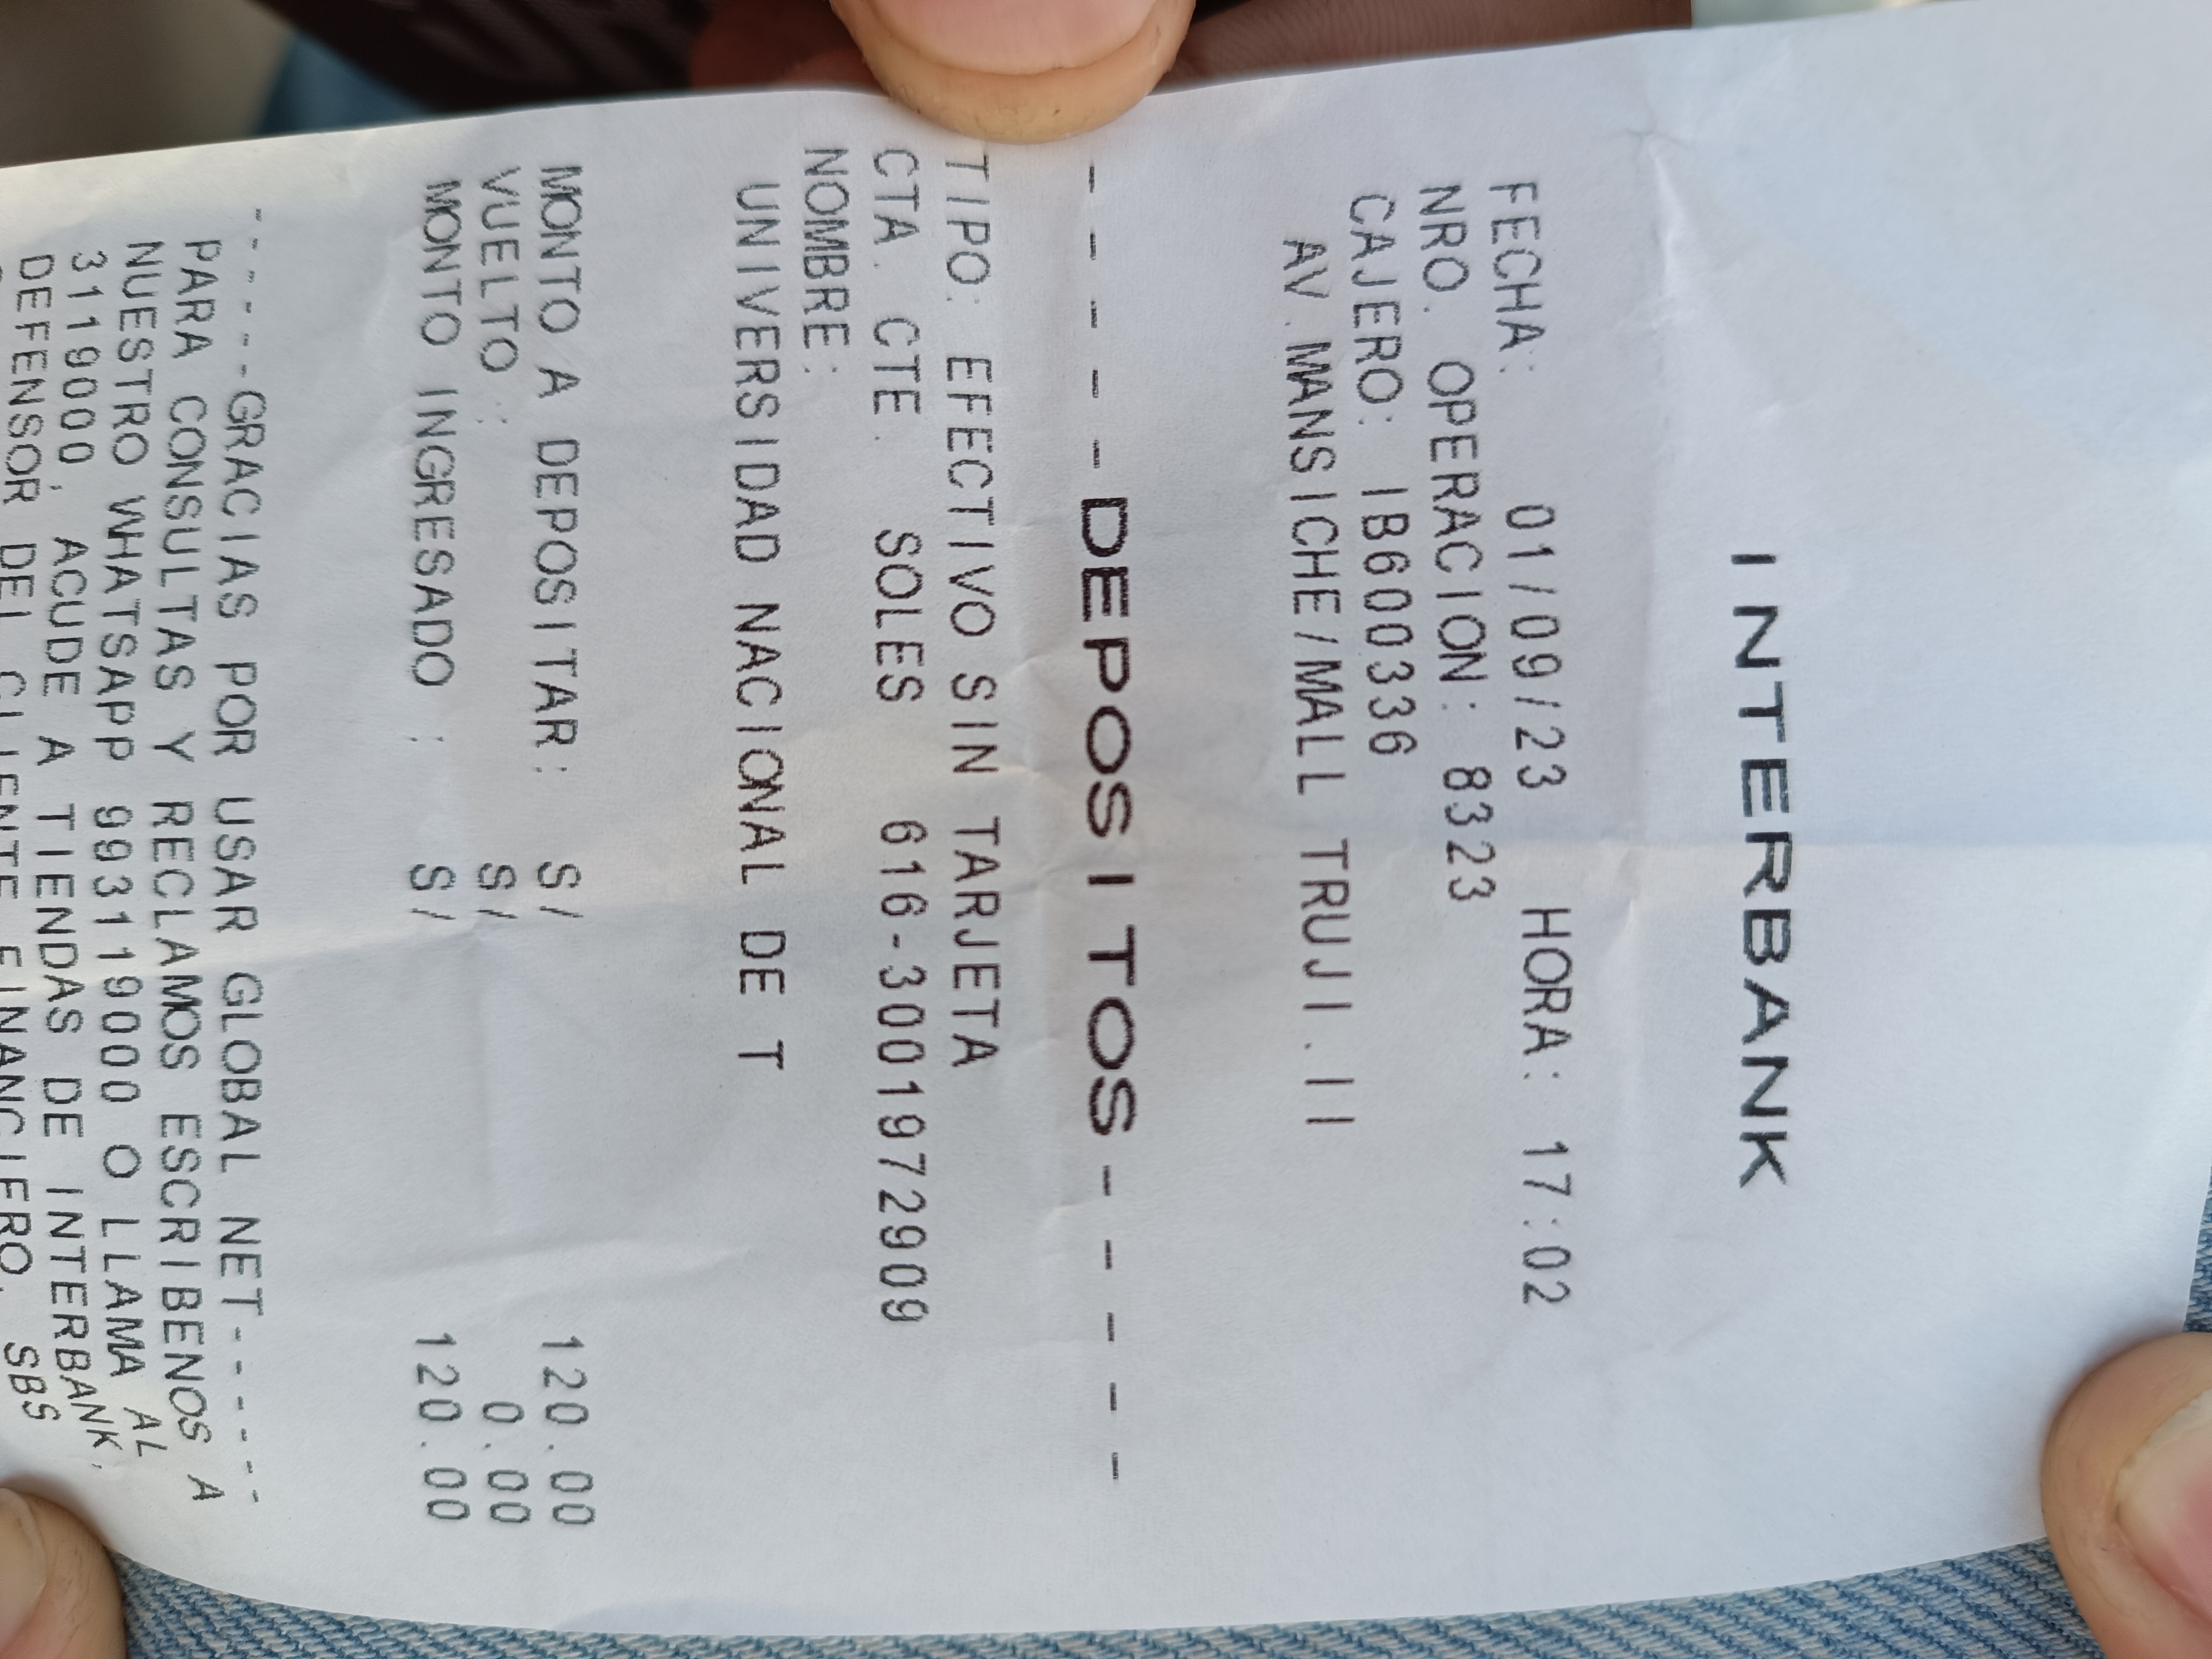 INTERBANK
FECHA: 01/09/23 HORA: 17:02
NRO. OPERACION: 8323
CAJERO: IB600336
AV.MANSICHE/MALL TRUJI.II
-----DEPOSITOS-----
TIPO: EFECTIVO SIN TARJETA
CTA. CTE. SOLES 616-3001972909
NOMBRE:
UNIVERSIDAD NACIONAL DE T
MONTO A DEPOSITAR: S/ 120.00
VUELTO : S/ 0.00
MONTO INGRESADO : S/ 120.00
-----GRACIAS POR USAR GLOBAL NET-----
PARA CONSULTAS Y RECLAMOS ESCRIBENOS A
NUESTRO WHATSAPP 993119000 O LLAMA AL
3119000, ACUDE A TIENDAS DE INTERBANK,
DEFENSOR DEL CLIENTE FINANCIERO, SBS